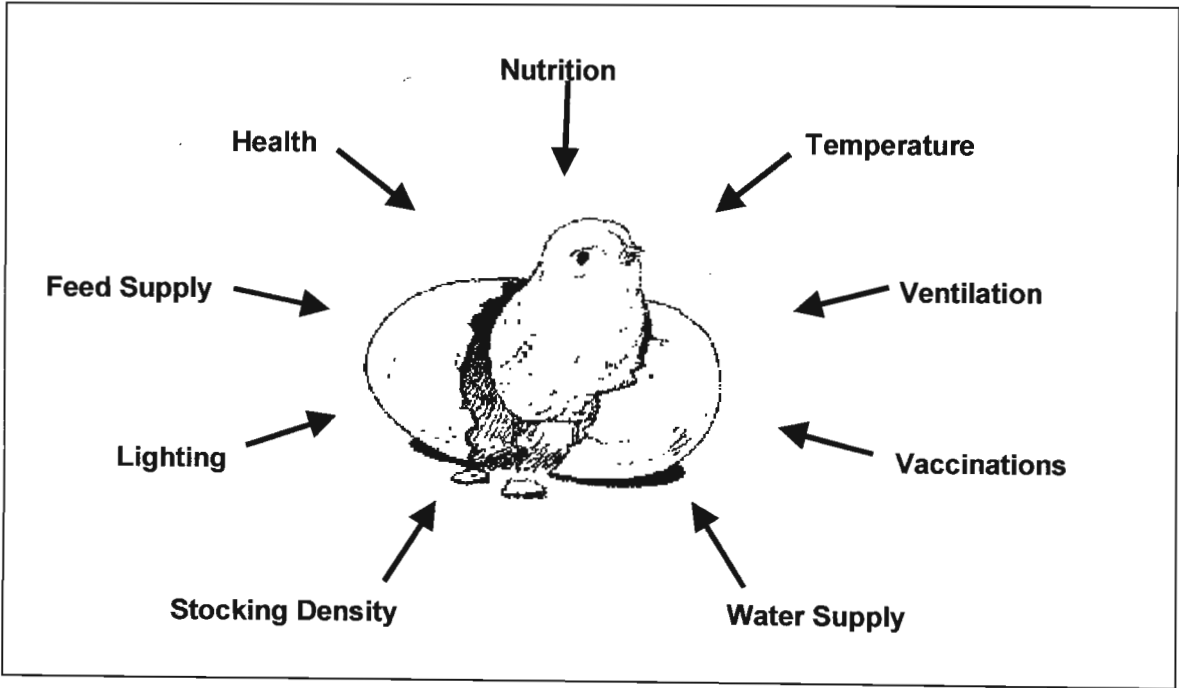 Nutrition
Health
Temperature
Feed Supply
Ventilation
Lighting
Vaccinations
Stocking Density
Water Supply